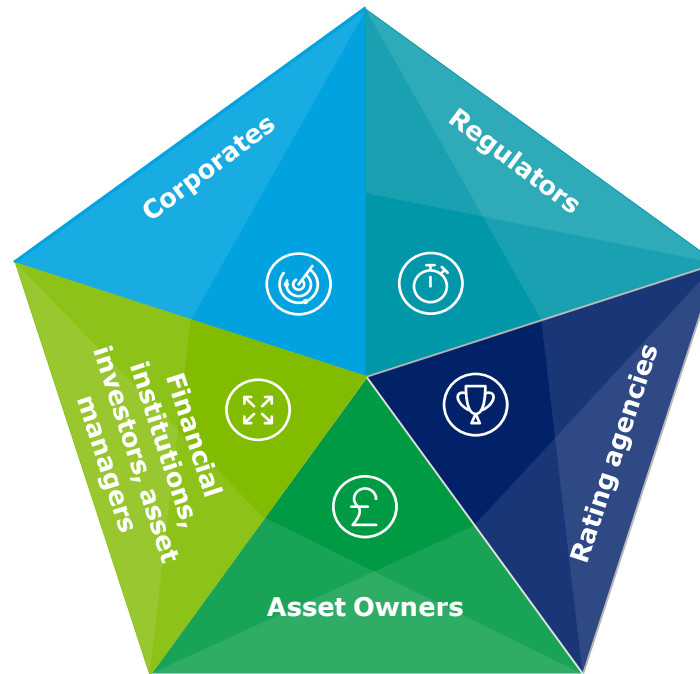 Corporates
Regulators
Financial
institutions,
investors, asset
managers
Rating agencies
£
Asset Owners